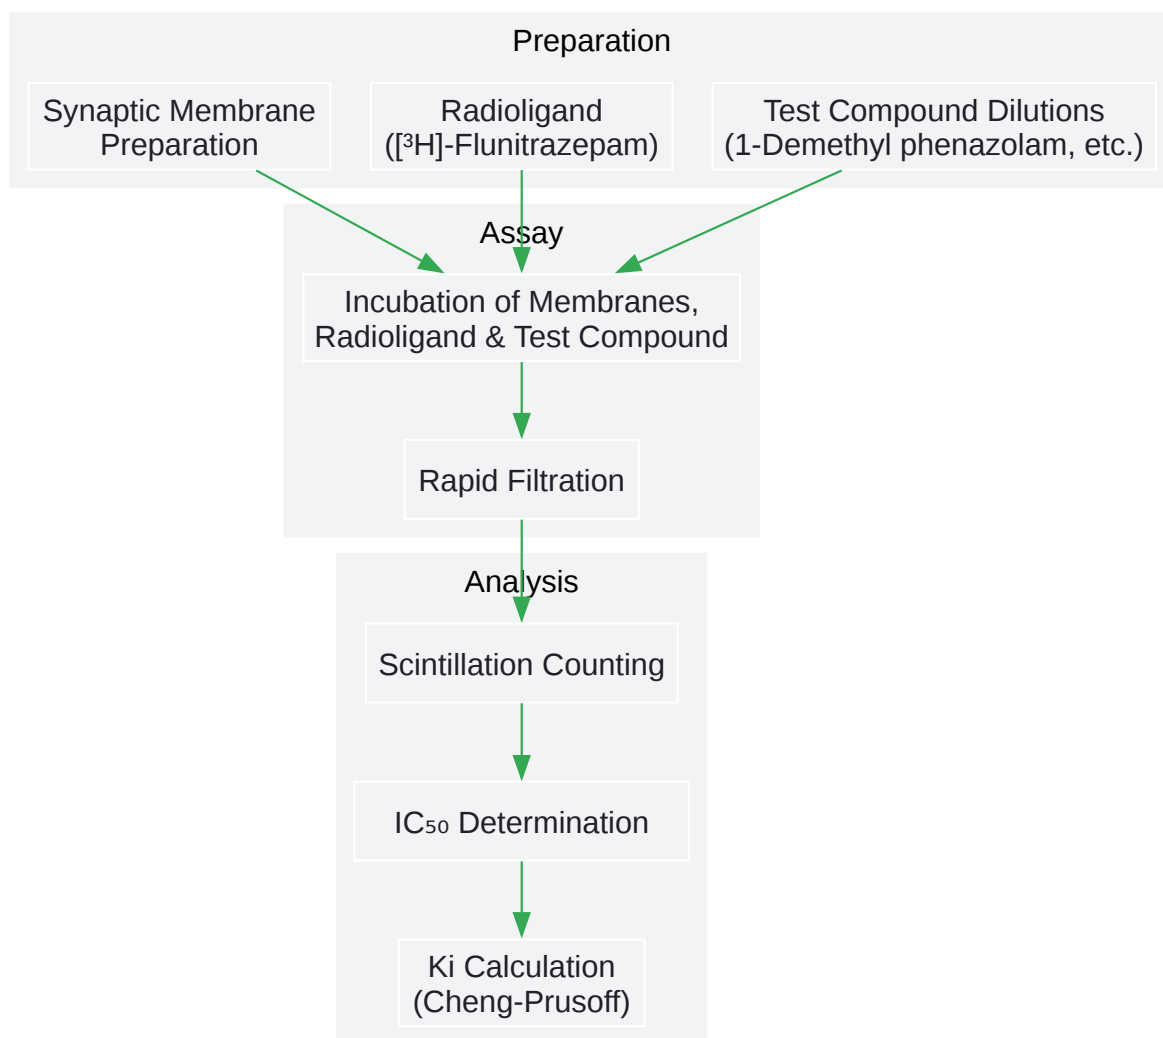 Preparation
Synaptic Membrane
Preparation
Radioligand
([³H]-Flunitrazepam)
Test Compound Dilutions
(1-Demethyl phenazolam, etc.)
Assay
Incubation of Membranes,
Radioligand & Test Compound
Rapid Filtration
Analysis
Scintillation Counting
IC₅₀ Determination
Ki Calculation
(Cheng-Prusoff)